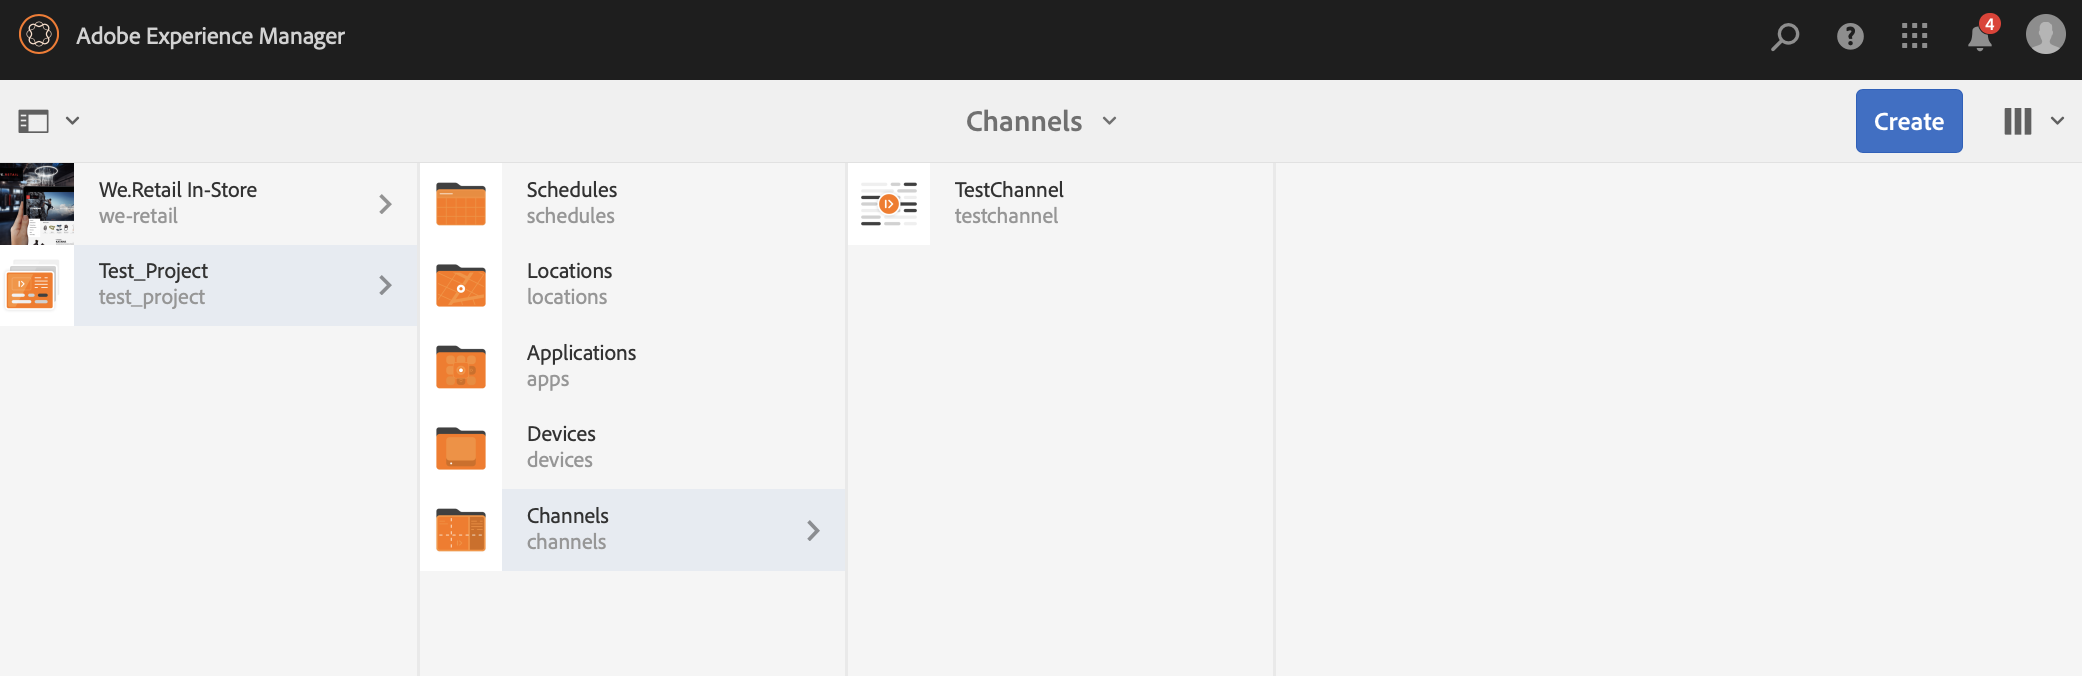 Adobe Experience Manager
4
Channels
Create
We.Retail In-Store
we-retail
Test_Project
test_project
Schedules
schedules
Locations
locations
Applications
apps
Devices
devices
Channels
channels
TestChannel
testchannel